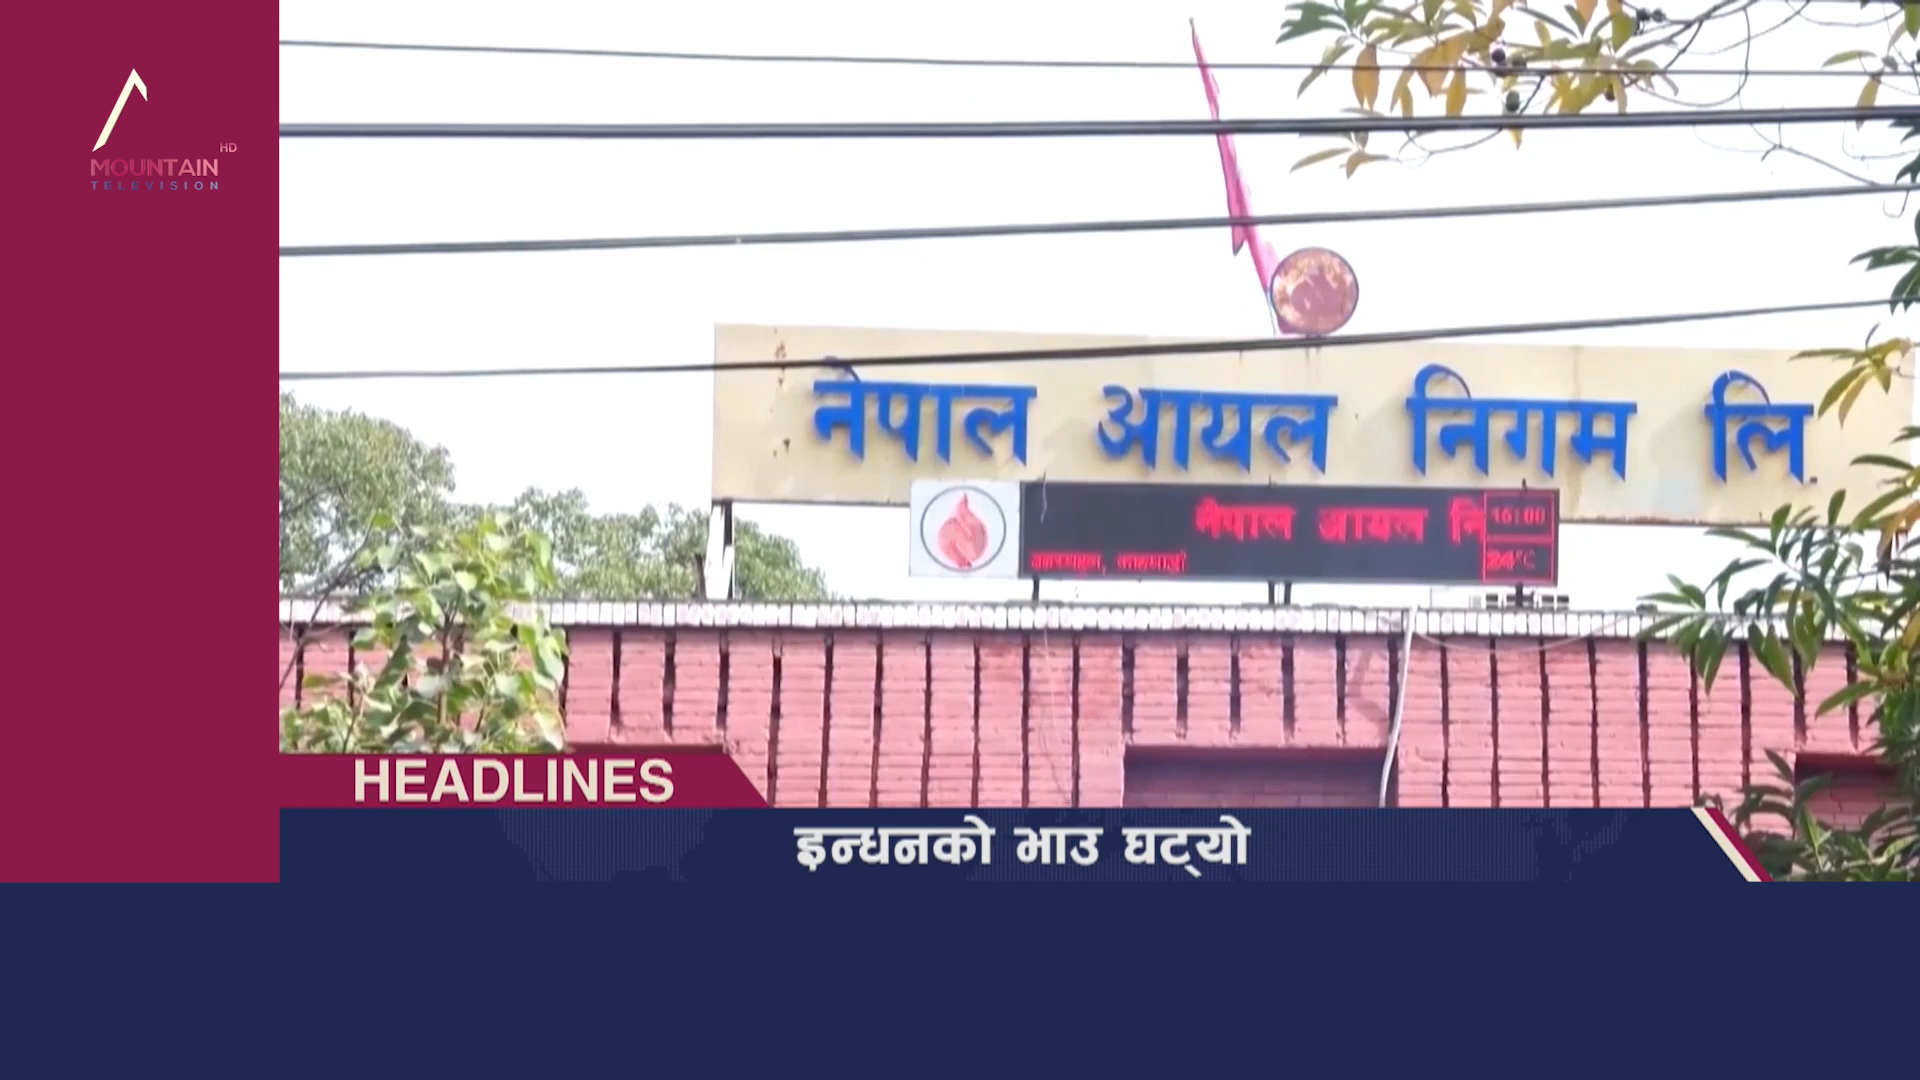 HD
MOUNTAIN
TELEVISION
नेपाल आयल निगम लि.
नेपाल आयल नि
16:00
24°C
HEADLINES
इन्धनको भाउ घट्यो